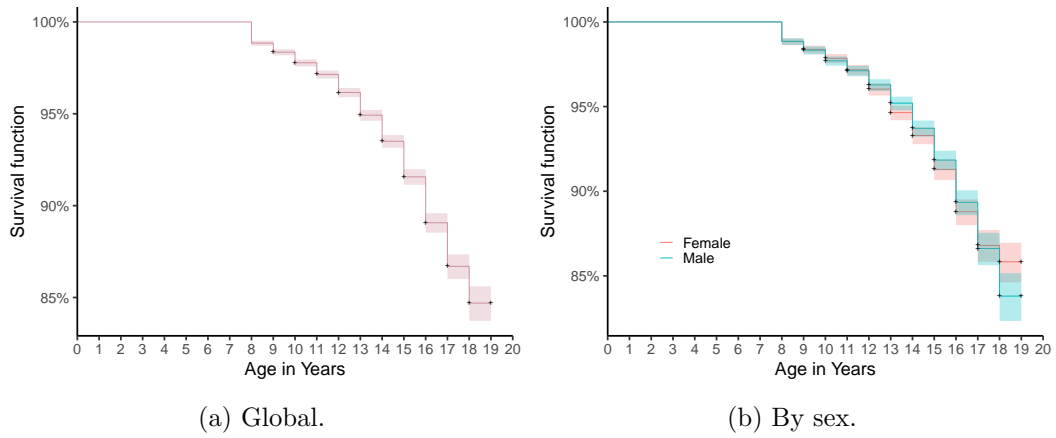 100%
95%
90%
85%
Survival function
0 1 2 3 4 5 6 7 8 9 10 11 12 13 14 15 16 17 18 19 20
Age in Years
(a) Global.
100%
95%
90%
85%
Survival function
Female
Male
0 1 2 3 4 5 6 7 8 9 10 11 12 13 14 15 16 17 18 19 20
Age in Years
(b) By sex.